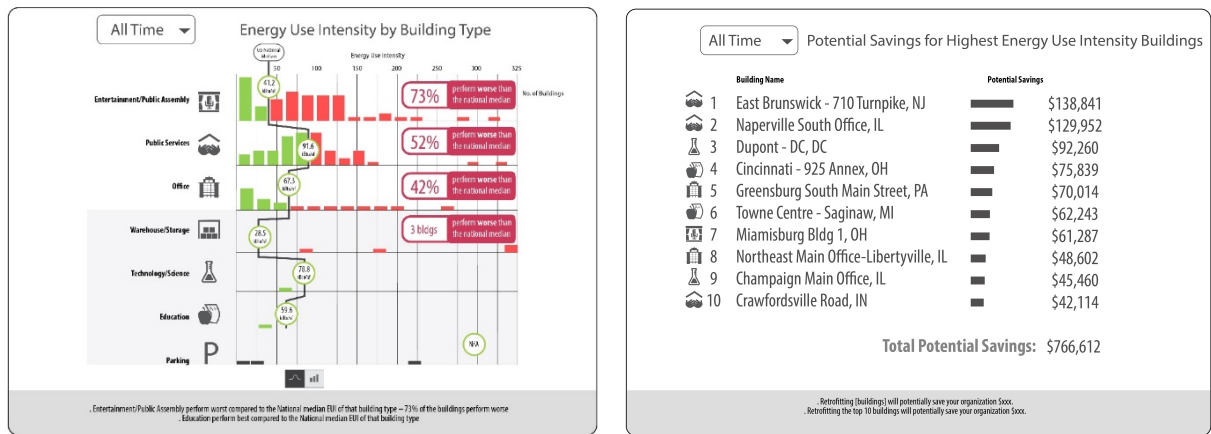 All Time
Energy Use Intensity by Building Type
US National
Median
Energy Use Intensity
50 100 150 200 250 300 325
No. of Buildings
Entertainment/Public Assembly
41.2
73%
perform worse than
the national median
Public Services
91.6
52%
perform worse than
the national median
Office
67.3
42%
perform worse than
the national median
Warehouse/Storage
28.5
3 bldgs
perform worse than
the national median
Technology/Science
78.8
Education
59.6
Parking
P
N/A
. Entertainment/Public Assembly perform worst compared to the National median EUI of that building type – 73% of the buildings perform worse
. Education perform best compared to the National median EUI of that building type
All Time
Potential Savings for Highest Energy Use Intensity Buildings
Building Name Potential Savings
1 East Brunswick - 710 Turnpike, NJ $138,841
2 Naperville South Office, IL $129,952
3 Dupont - DC, DC $92,260
4 Cincinnati - 925 Annex, OH $75,839
5 Greensburg South Main Street, PA $70,014
6 Towne Centre - Saginaw, MI $62,243
7 Miamisburg Bldg 1, OH $61,287
8 Northeast Main Office-Libertyville, IL $48,602
9 Champaign Main Office, IL $45,460
10 Crawfordsville Road, IN $42,114
Total Potential Savings: $766,612
. Retrofitting [buildings] will potentially save your organization $xxx.
. Retrofitting the top 10 buildings will potentially save your organization $xxx.